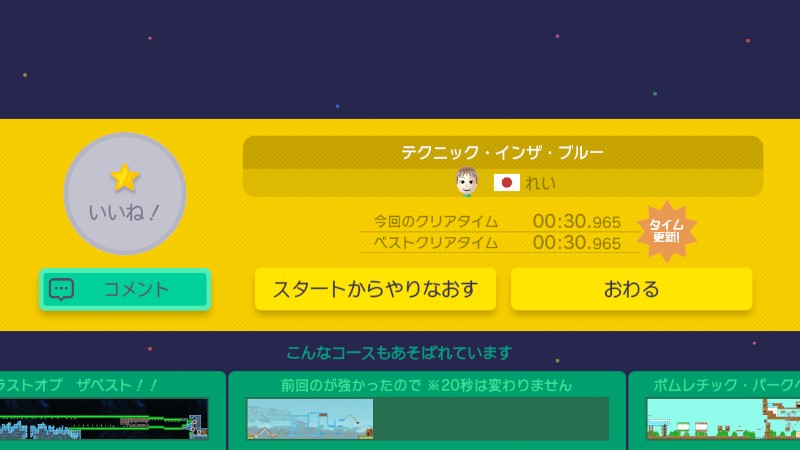 テクニック・インザ・ブルー
れい
いいね！
今回のクリアタイム 00:30.965
ベストクリアタイム 00:30.965
タイム
更新!
コメント
スタートからやりなおす
おわる
こんなコースもあそばれています
ラストオブ ザベスト！！
前回のが強かったので ※20秒は変わりません
ボムレチック・パーク